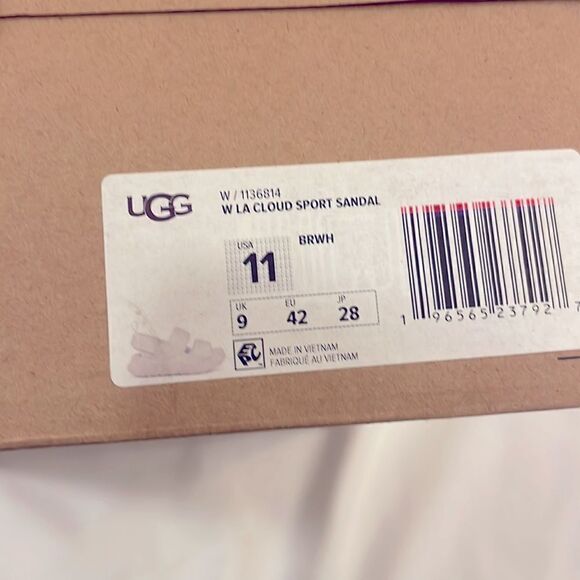 UGG
W / 1136814
W LA CLOUD SPORT SANDAL
BRWH
USA
11
UK EU JP
9 42 28
MADE IN VIETNAM
FABRIQUÉ AU VIETNAM
1 96565 23792 7